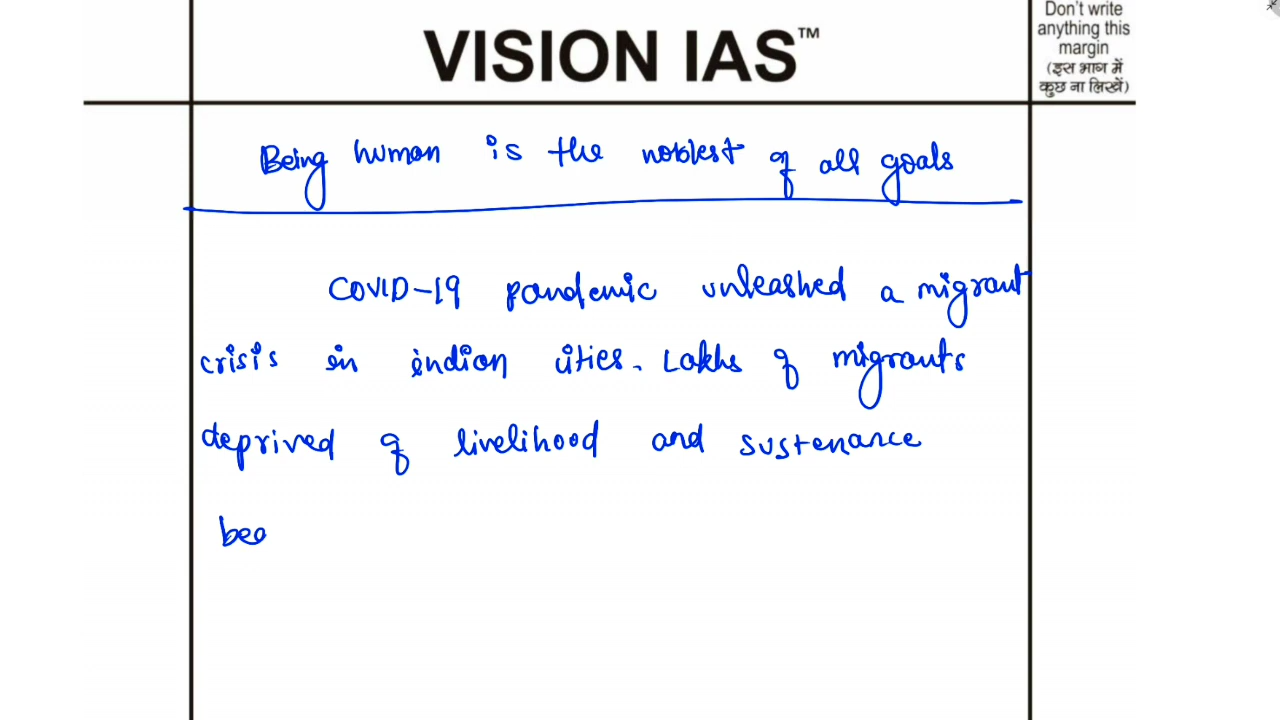 VISION IAS™
Don't write
anything this
margin
(इस भाग में
कुछ ना लिखें)
Being human is the noblest of all goals
COVID-19 pandemic unleashed a migrant
crisis in indian cities. Lakhs of migrants
deprived of livelihood and sustenance
bec